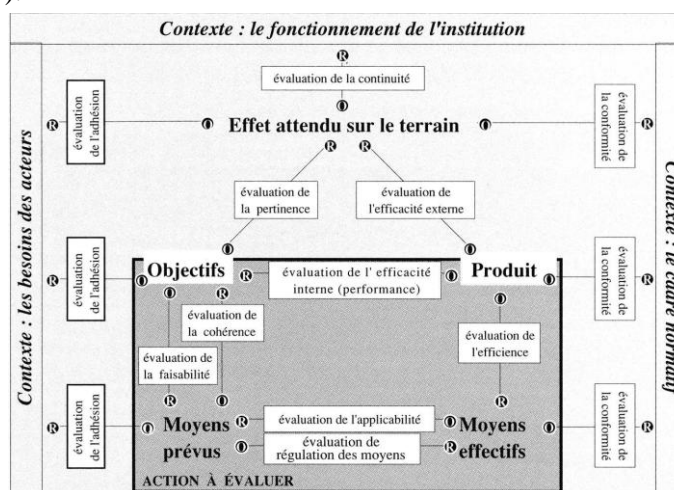 ).
Contexte : le fonctionnement de l'institution
R
évaluation de la continuité
O
évaluation
de l'adhésion
R
O
Effet attendu sur le terrain
O
évaluation de
la conformité
R
R
R
évaluation de
la pertinence
évaluation de
l'efficacité externe
Contexte : les besoins des acteurs
Contexte : le cadre normatif
O
O
R
évaluation
de l'adhésion
O
Objectifs
R
évaluation de l' efficacité
interne (performance)
O
Produit
O
évaluation de
la conformité
R
O
R
O
évaluation de
la cohérence
évaluation de
la faisabilité
évaluation de
l'efficience
R
O
R
R
évaluation
de l'adhésion
O
Moyens
prévus
R
évaluation de l'applicabilité
O
O
évaluation de
régulation des moyens
R
Moyens
effectifs
O
évaluation de
la conformité
R
ACTION À ÉVALUER